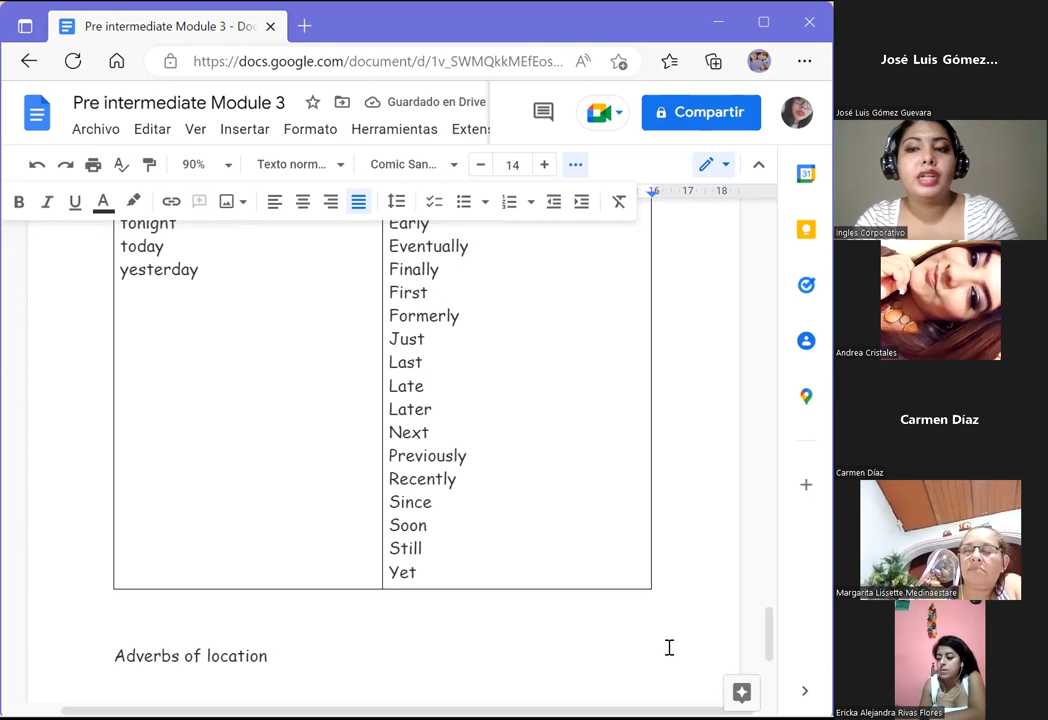 Pre intermediate Module 3 - Doc
https://docs.google.com/document/d/1v_SWMQkkMEfEos...
Pre intermediate Module 3
Guardado en Drive
Archivo Editar Ver Insertar Formato Herramientas Extens
Compartir
90% Texto norm... Comic San... 14
16 17 18
31
tonight
today
yesterday
Early
Eventually
Finally
First
Formerly
Just
Last
Late
Later
Next
Previously
Recently
Since
Soon
Still
Yet
Adverbs of location
José Luis Gómez...
José Luis Gómez Guevara
Ingles Corporativo
Andrea Cristales
Carmen Díaz
Carmen Díaz
Margarita Lissette Medinaestare
Ericka Alejandra Rivas Flores